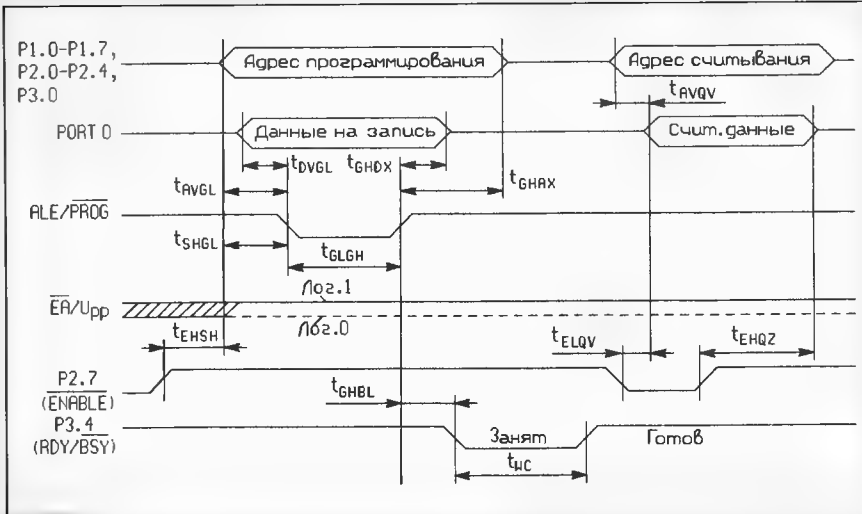 P1.0-P1.7,
P2.0-P2.4,
P3.0
Адрес программирования
Адрес считывания
tAVQV
PORT 0
Данные на запись
Счит.данные
tDVGL
tGHDX
tAVGL
tGHAX
ALE/PROG
tSHGL
tGLGH
Лог.1
EA/Upp
Лог.0
tEHSH
tELQV
tEHQZ
P2.7
(ENABLE)
tGHBL
P3.4
(RDY/BSY)
Занят
Готов
tWC